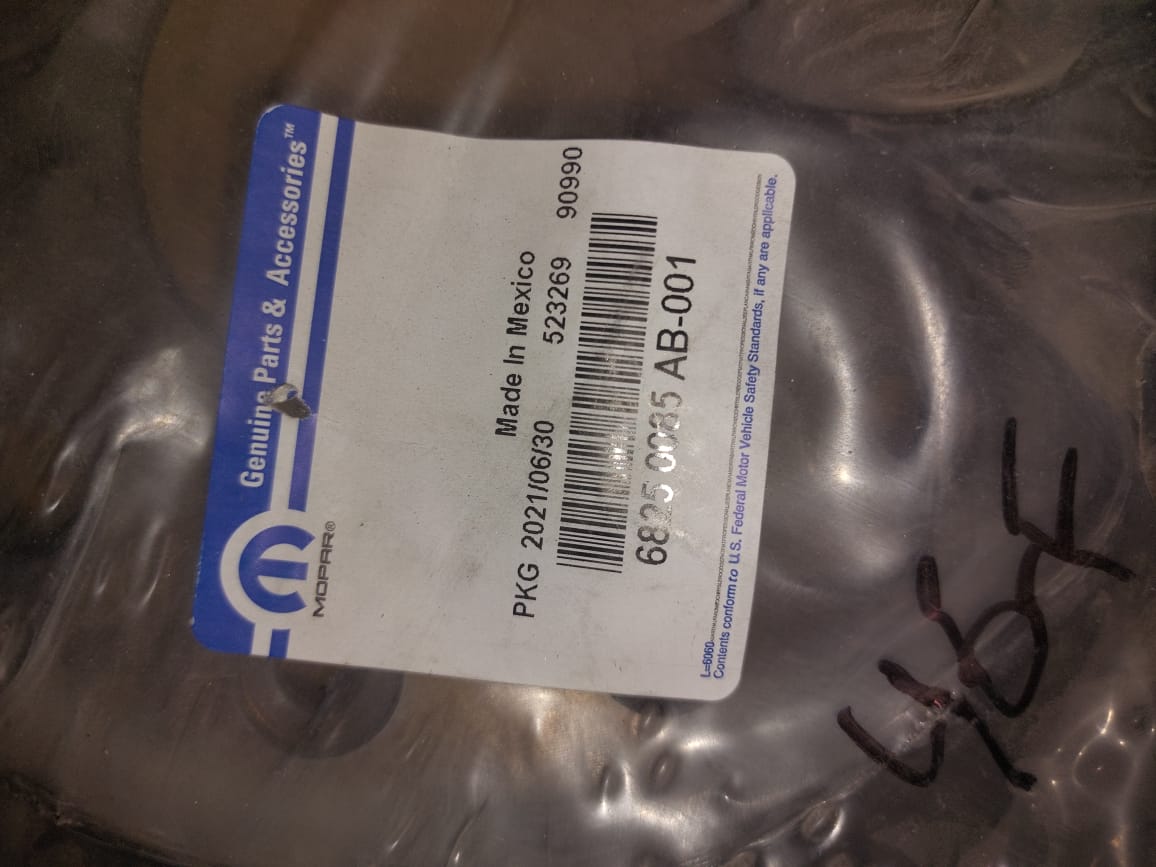 Genuine Parts & Accessories™
MOPAR®
Made In Mexico
PKG 2021/06/30 523269 90990
6825 0085 AB-001
L=6060
Contents conform to U.S. Federal Motor Vehicle Safety Standards, if any are applicable.